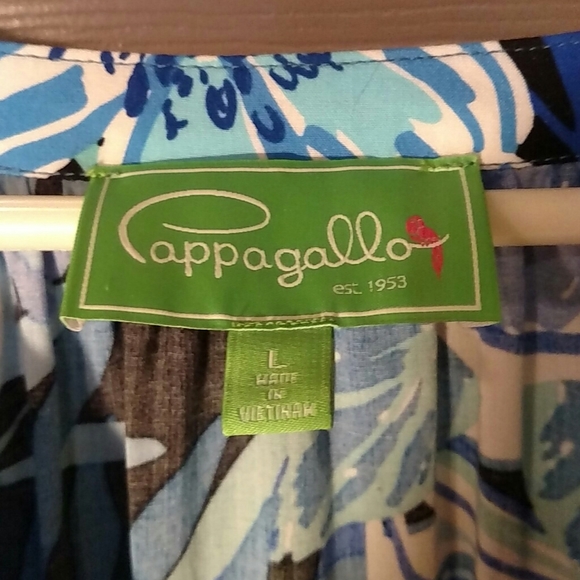 Pappagallo
est. 1953
L
MADE
IN
VIETNAM